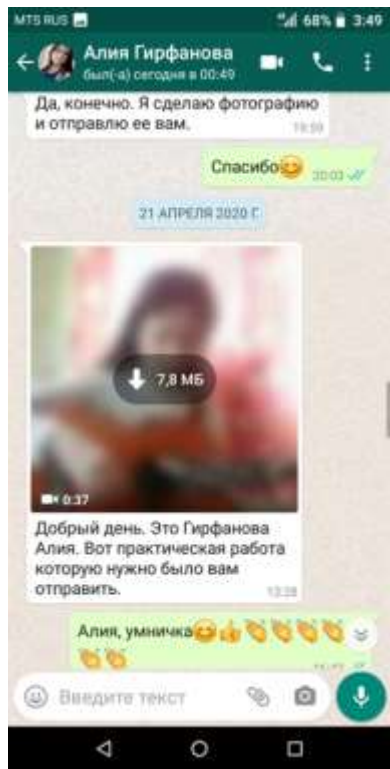 MTS RUS 68% 3:49
Алия Гирфанова
был(-а) сегодня в 00:49
Да, конечно. Я сделаю фотографию
и отправлю ее вам. 19:59
Спасибо😊 20:03
21 АПРЕЛЯ 2020 Г.
7,8 МБ
0:37
Добрый день. Это Гирфанова
Алия. Вот практическая работа
которую нужно было вам
отправить. 13:28
Алия, умничка😊👍👏👏👏👏
👏👏
Введите текст